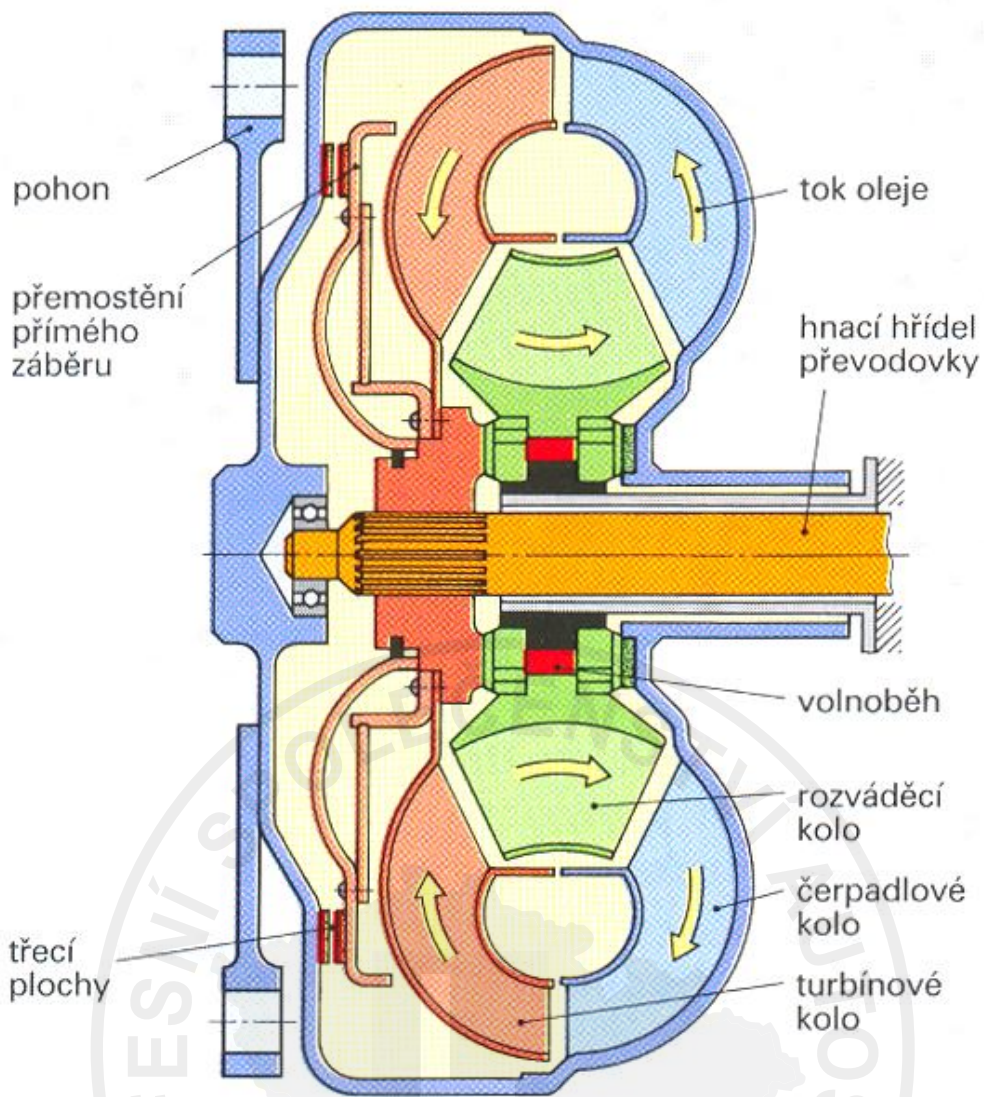 pohon
přemostění
přímého
záběru
třecí
plochy
tok oleje
hnací hřídel
převodovky
volnoběh
rozváděcí
kolo
čerpadlové
kolo
turbínové
kolo